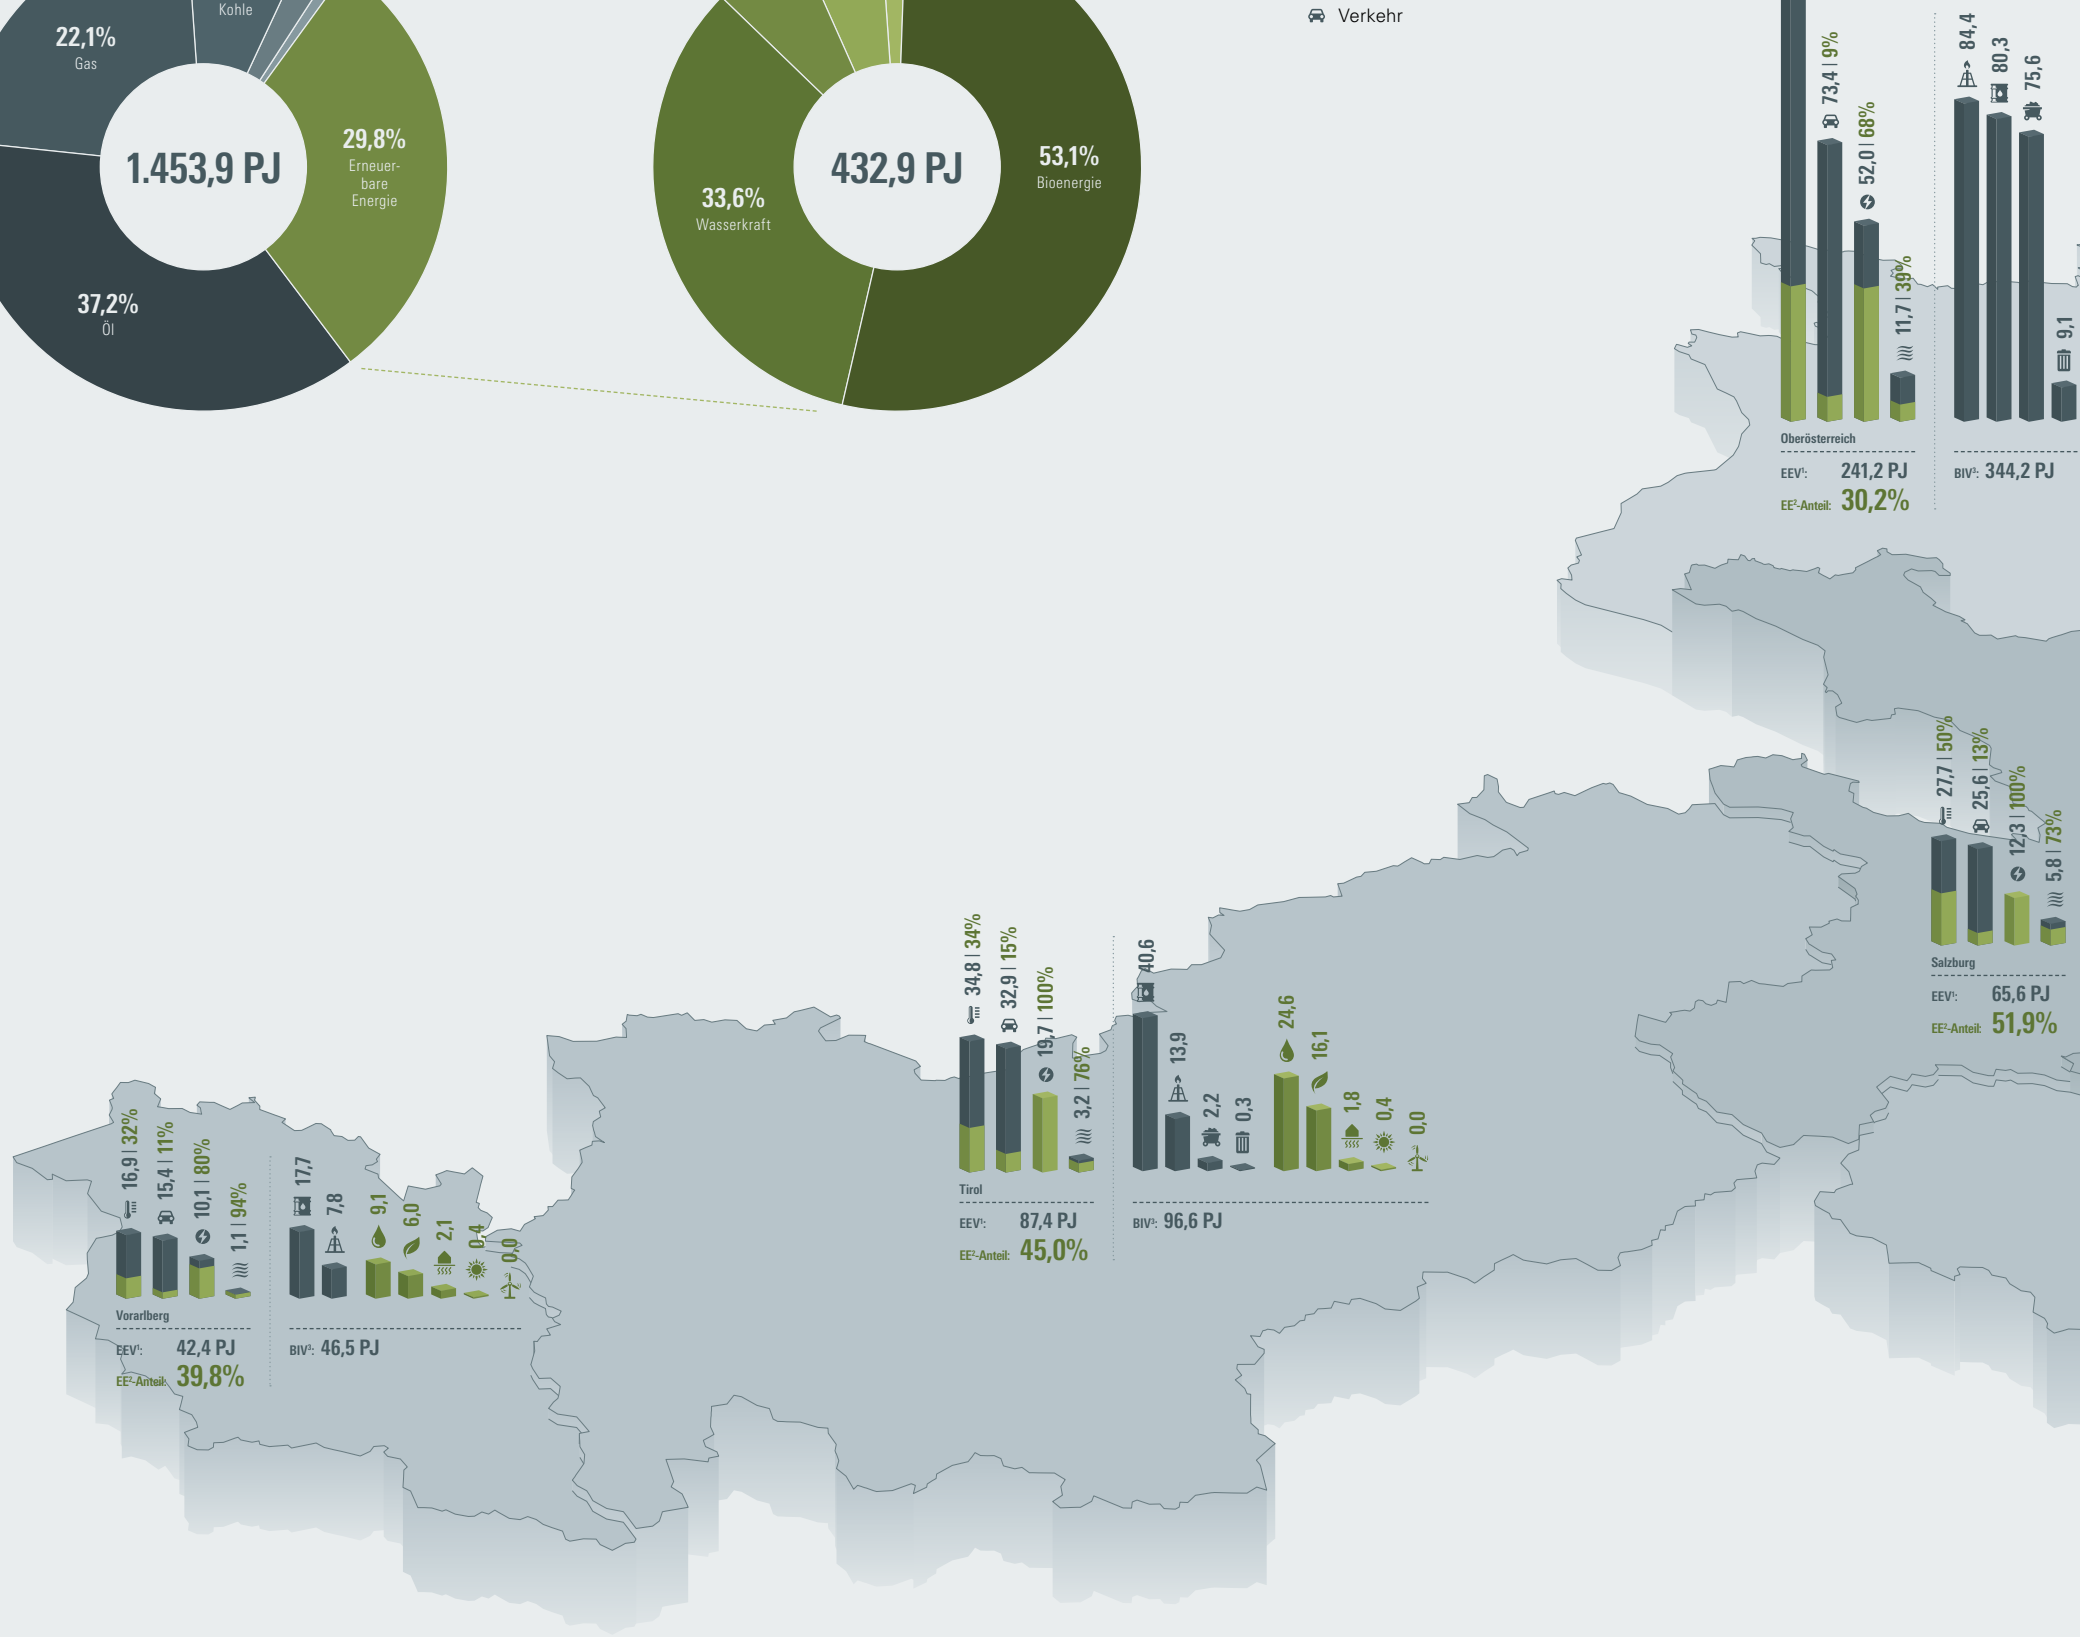 Kohle
22,1%
Gas
1.453,9 PJ
29,8%
Erneuer-
bare
Energie
37,2%
Öl
33,6%
Wasserkraft
432,9 PJ
53,1%
Bioenergie
Verkehr
73,4 | 9%
52,0 | 68%
11,7 | 39%
84,4
80,3
75,6
9,1
Oberösterreich
EEV¹: 241,2 PJ
EE²-Anteil: 30,2%
BIV³: 344,2 PJ
27,7 | 50%
25,6 | 13%
12,3 | 100%
5,8 | 73%
Salzburg
EEV¹: 65,6 PJ
EE²-Anteil: 51,9%
34,8 | 34%
32,9 | 15%
19,7 | 100%
3,2 | 76%
40,6
13,9
2,2
0,3
24,6
16,1
1,8
0,4
0,0
Tirol
EEV¹: 87,4 PJ
EE²-Anteil: 45,0%
BIV³: 96,6 PJ
16,9 | 32%
15,4 | 11%
10,1 | 80%
1,1 | 94%
17,7
7,8
9,1
6,0
2,1
0,4
0,0
Vorarlberg
EEV¹: 42,4 PJ
EE²-Anteil: 39,8%
BIV³: 46,5 PJ